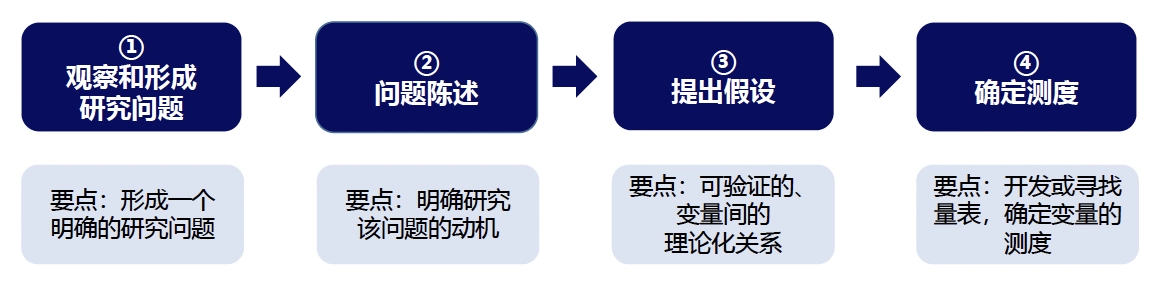 ①
观察和形成
研究问题
②
问题陈述
③
提出假设
④
确定测度
要点：形成一个
明确的研究问题
要点：明确研究
该问题的动机
要点：可验证的、
变量间的
理论化关系
要点：开发或寻找
量表，确定变量的
测度